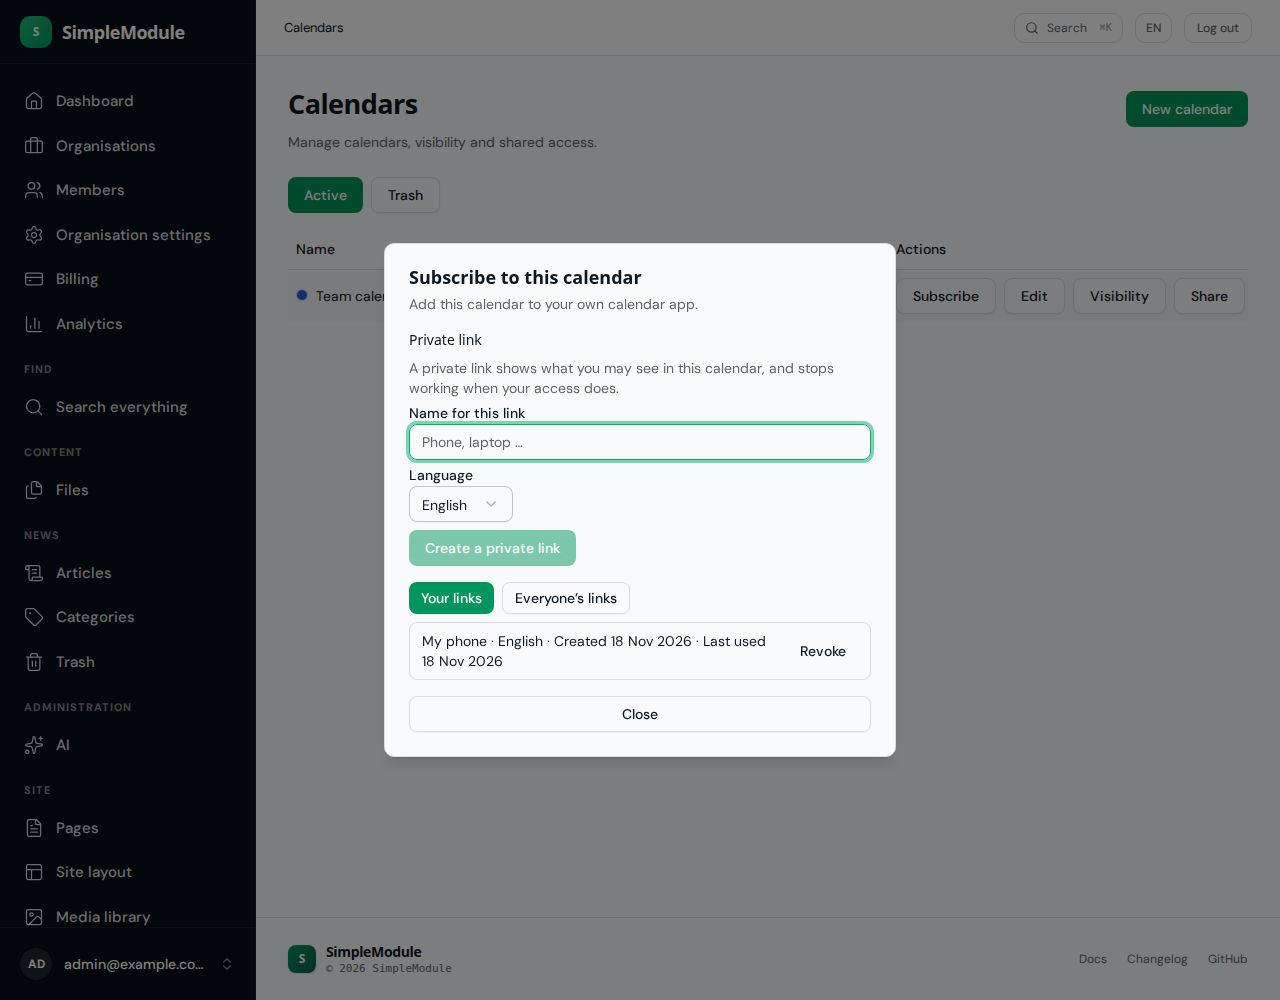 S
SimpleModule
Dashboard
Organisations
Members
Organisation settings
Billing
Analytics
FIND
Search everything
CONTENT
Files
NEWS
Articles
Categories
Trash
ADMINISTRATION
AI
SITE
Pages
Site layout
Media library
AD
admin@example.co…
Calendars
Search ⌘K
EN
Log out
Calendars
Manage calendars, visibility and shared access.
New calendar
Active
Trash
Name
Actions
Team caler
Subscribe
Edit
Visibility
Share
Subscribe to this calendar
Add this calendar to your own calendar app.
Private link
A private link shows what you may see in this calendar, and stops
working when your access does.
Name for this link
Phone, laptop …
Language
English
Create a private link
Your links
Everyone’s links
My phone · English · Created 18 Nov 2026 · Last used
18 Nov 2026
Revoke
Close
S
SimpleModule
© 2026 SimpleModule
Docs
Changelog
GitHub